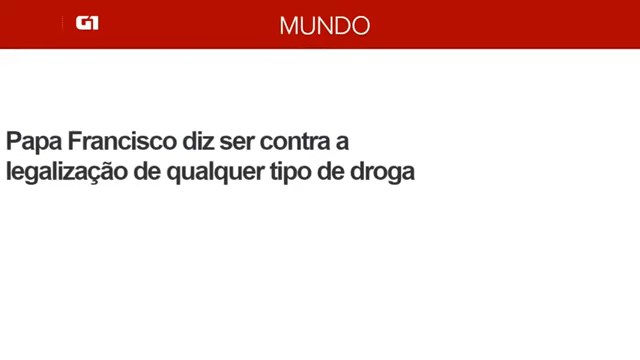 G1 MUNDO
Papa Francisco diz ser contra a
legalização de qualquer tipo de droga